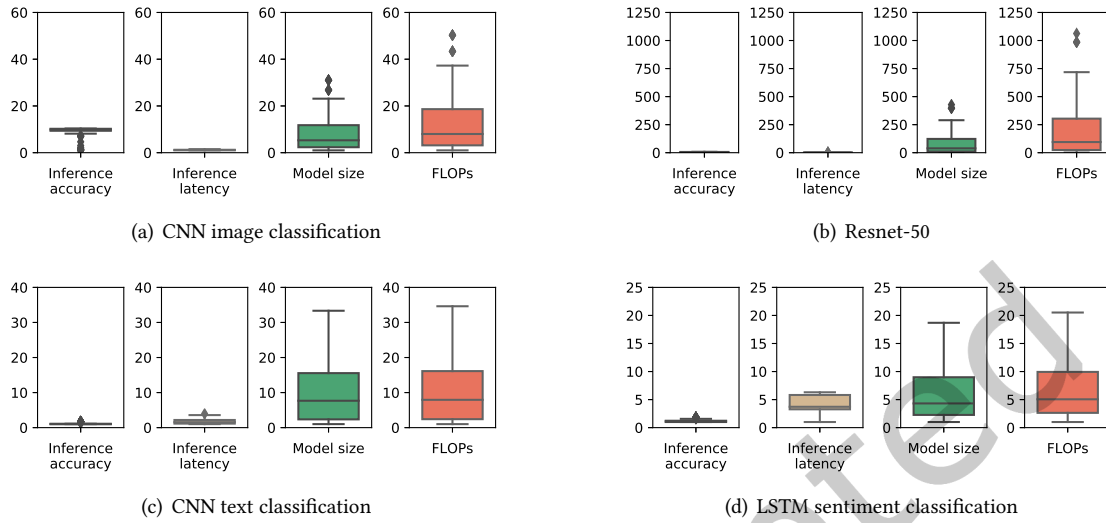 60 60 60 60
40 40 40 40
20 20 20 20
0 0 0 0
Inference accuracy
Inference latency
Model size
FLOPs
(a) CNN image classification
1250 1250 1250 1250
1000 1000 1000 1000
750 750 750 750
500 500 500 500
250 250 250 250
0 0 0 0
Inference accuracy
Inference latency
Model size
FLOPs
(b) Resnet-50
40 40 40 40
30 30 30 30
20 20 20 20
10 10 10 10
0 0 0 0
Inference accuracy
Inference latency
Model size
FLOPs
(c) CNN text classification
25 25 25 25
20 20 20 20
15 15 15 15
10 10 10 10
5 5 5 5
0 0 0 0
Inference accuracy
Inference latency
Model size
FLOPs
(d) LSTM sentiment classification